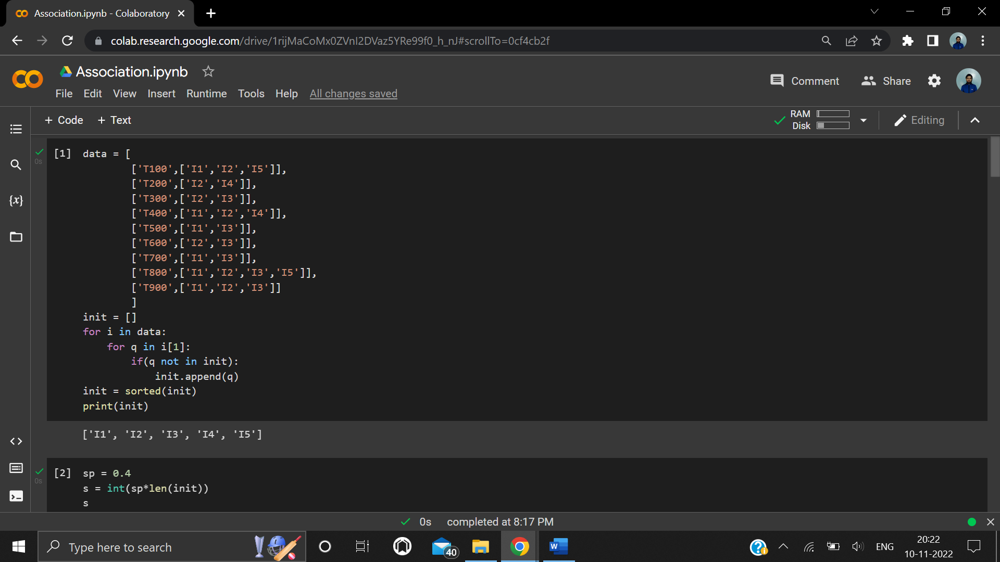 Association.ipynb - Colaboratory
colab.research.google.com/drive/1rijMaCoMx0ZVnI2DVaz5YRe99f0_h_nJ#scrollTo=0cf4cb2f
Association.ipynb
Comment Share
File Edit View Insert Runtime Tools Help All changes saved
+ Code + Text
RAM
Disk
Editing
[1] data = [
['T100',['I1','I2','I5']],
['T200',['I2','I4']],
['T300',['I2','I3']],
['T400',['I1','I2','I4']],
['T500',['I1','I3']],
['T600',['I2','I3']],
['T700',['I1','I3']],
['T800',['I1','I2','I3','I5']],
['T900',['I1','I2','I3']]
]
init = []
for i in data:
for q in i[1]:
if(q not in init):
init.append(q)
init = sorted(init)
print(init)
0s
['I1', 'I2', 'I3', 'I4', 'I5']
[2] sp = 0.4
0s
s = int(sp*len(init))
s
0s completed at 8:17 PM
Type here to search
40
W
ENG
20:22
10-11-2022